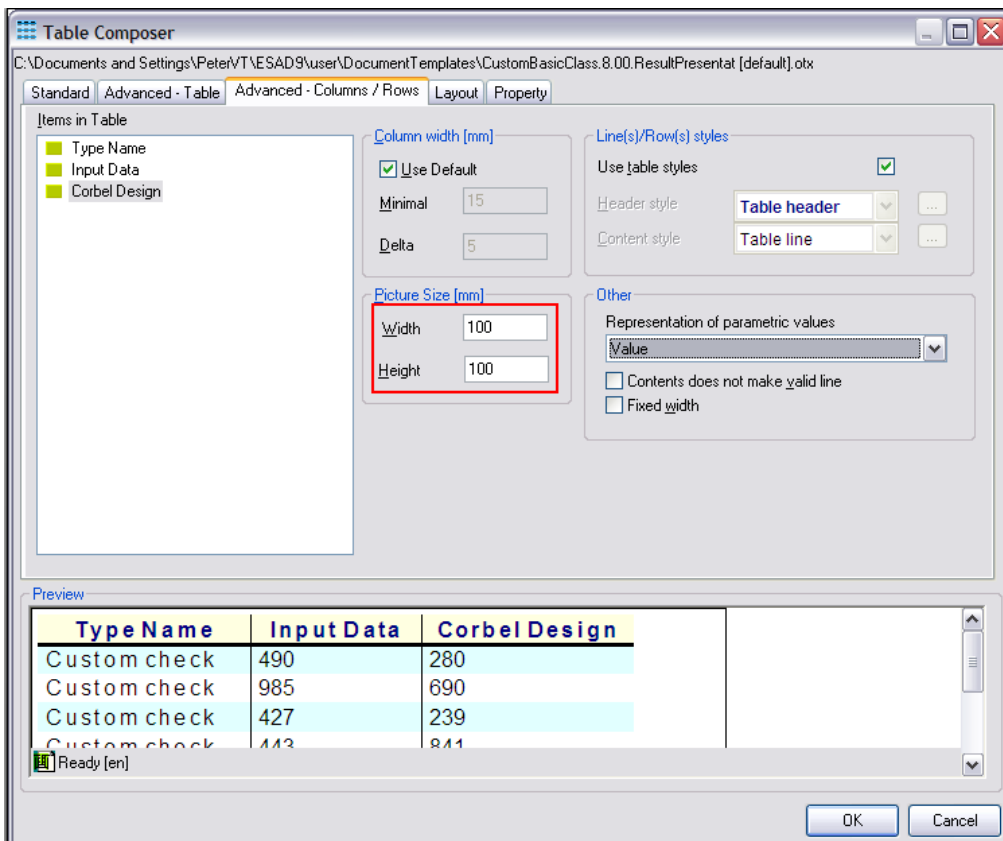 Table Composer
C:\Documents and Settings\PeterVT\ESAD9\user\DocumentTemplates\CustomBasicClass.8.00.ResultPresentat [default].otx
Standard Advanced - Table Advanced - Columns / Rows Layout Property
Items in Table
Type Name
Input Data
Corbel Design
Column width [mm]
Use Default
Minimal 15
Delta 5
Picture Size [mm]
Width 100
Height 100
Line(s)/Row(s) styles
Use table styles
Header style Table header ...
Content style Table line ...
Other
Representation of parametric values
Value
Contents does not make valid line
Fixed width
Preview
Type Name Input Data Corbel Design
Custom check 490 280
Custom check 985 690
Custom check 427 239
Custom check 443 841
Ready [en]
OK Cancel